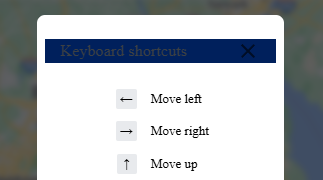 Keyboard shortcuts
← Move left
→ Move right
↑ Move up